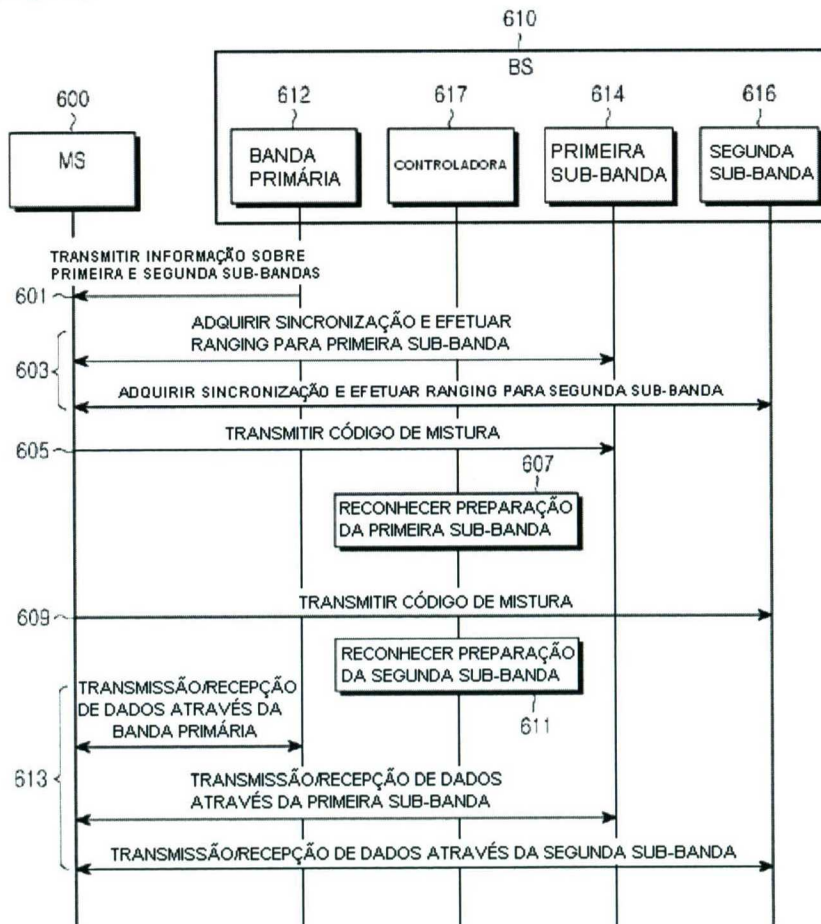 610
BS
600
612
617
614
616
MS
BANDA
PRIMÁRIA
CONTROLADORA
PRIMEIRA
SUB-BANDA
SEGUNDA
SUB-BANDA
TRANSMITIR INFORMAÇÃO SOBRE
PRIMEIRA E SEGUNDA SUB-BANDAS
601
ADQUIRIR SINCRONIZAÇÃO E EFETUAR
RANGING PARA PRIMEIRA SUB-BANDA
603
ADQUIRIR SINCRONIZAÇÃO E EFETUAR RANGING PARA SEGUNDA SUB-BANDA
TRANSMITIR CÓDIGO DE MISTURA
605
607
RECONHECER PREPARAÇÃO
DA PRIMEIRA SUB-BANDA
TRANSMITIR CÓDIGO DE MISTURA
609
RECONHECER PREPARAÇÃO
DA SEGUNDA SUB-BANDA
611
TRANSMISSÃO/RECEPÇÃO
DE DADOS ATRAVÉS DA
BANDA PRIMÁRIA
613
TRANSMISSÃO/RECEPÇÃO DE DADOS
ATRAVÉS DA PRIMEIRA SUB-BANDA
TRANSMISSÃO/RECEPÇÃO DE DADOS ATRAVÉS DA SEGUNDA SUB-BANDA